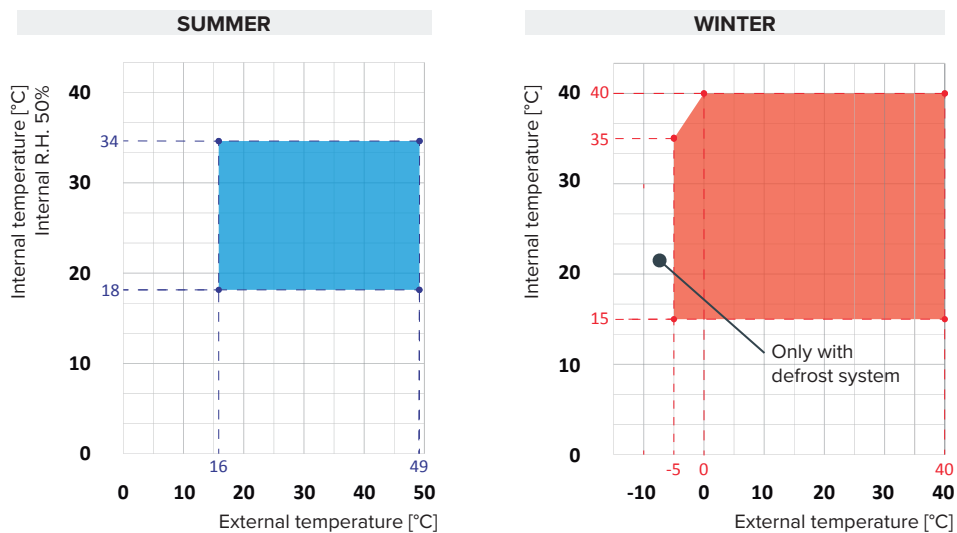 SUMMER
Internal temperature [°C]
Internal R.H. 50%
40
34
30
20
18
10
0
16
49
0 10 20 30 40 50
External temperature [°C]
WINTER
Internal temperature [°C]
40
40
35
30
20
15
10
0
Only with
defrost system
-5 0 40
-10 0 10 20 30 40
External temperature [°C]